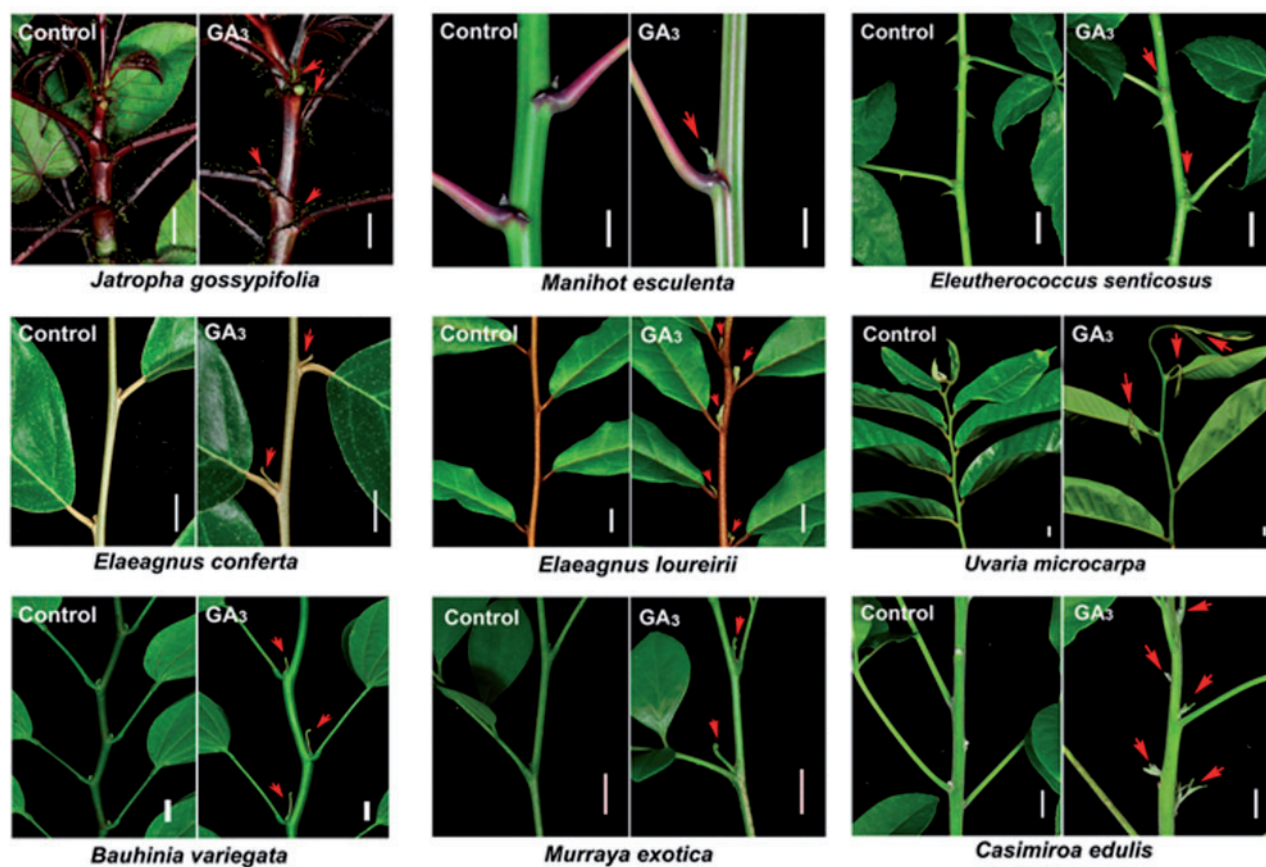 Control GA₃ Control GA₃ Control GA₃
Jatropha gossypifolia Manihot esculenta Eleutherococcus senticosus
Control GA₃ Control GA₃ Control GA₃
Elaeagnus conferta Elaeagnus loureirii Uvaria microcarpa
Control GA₃ Control GA₃ Control GA₃
Bauhinia variegata Murraya exotica Casimiroa edulis